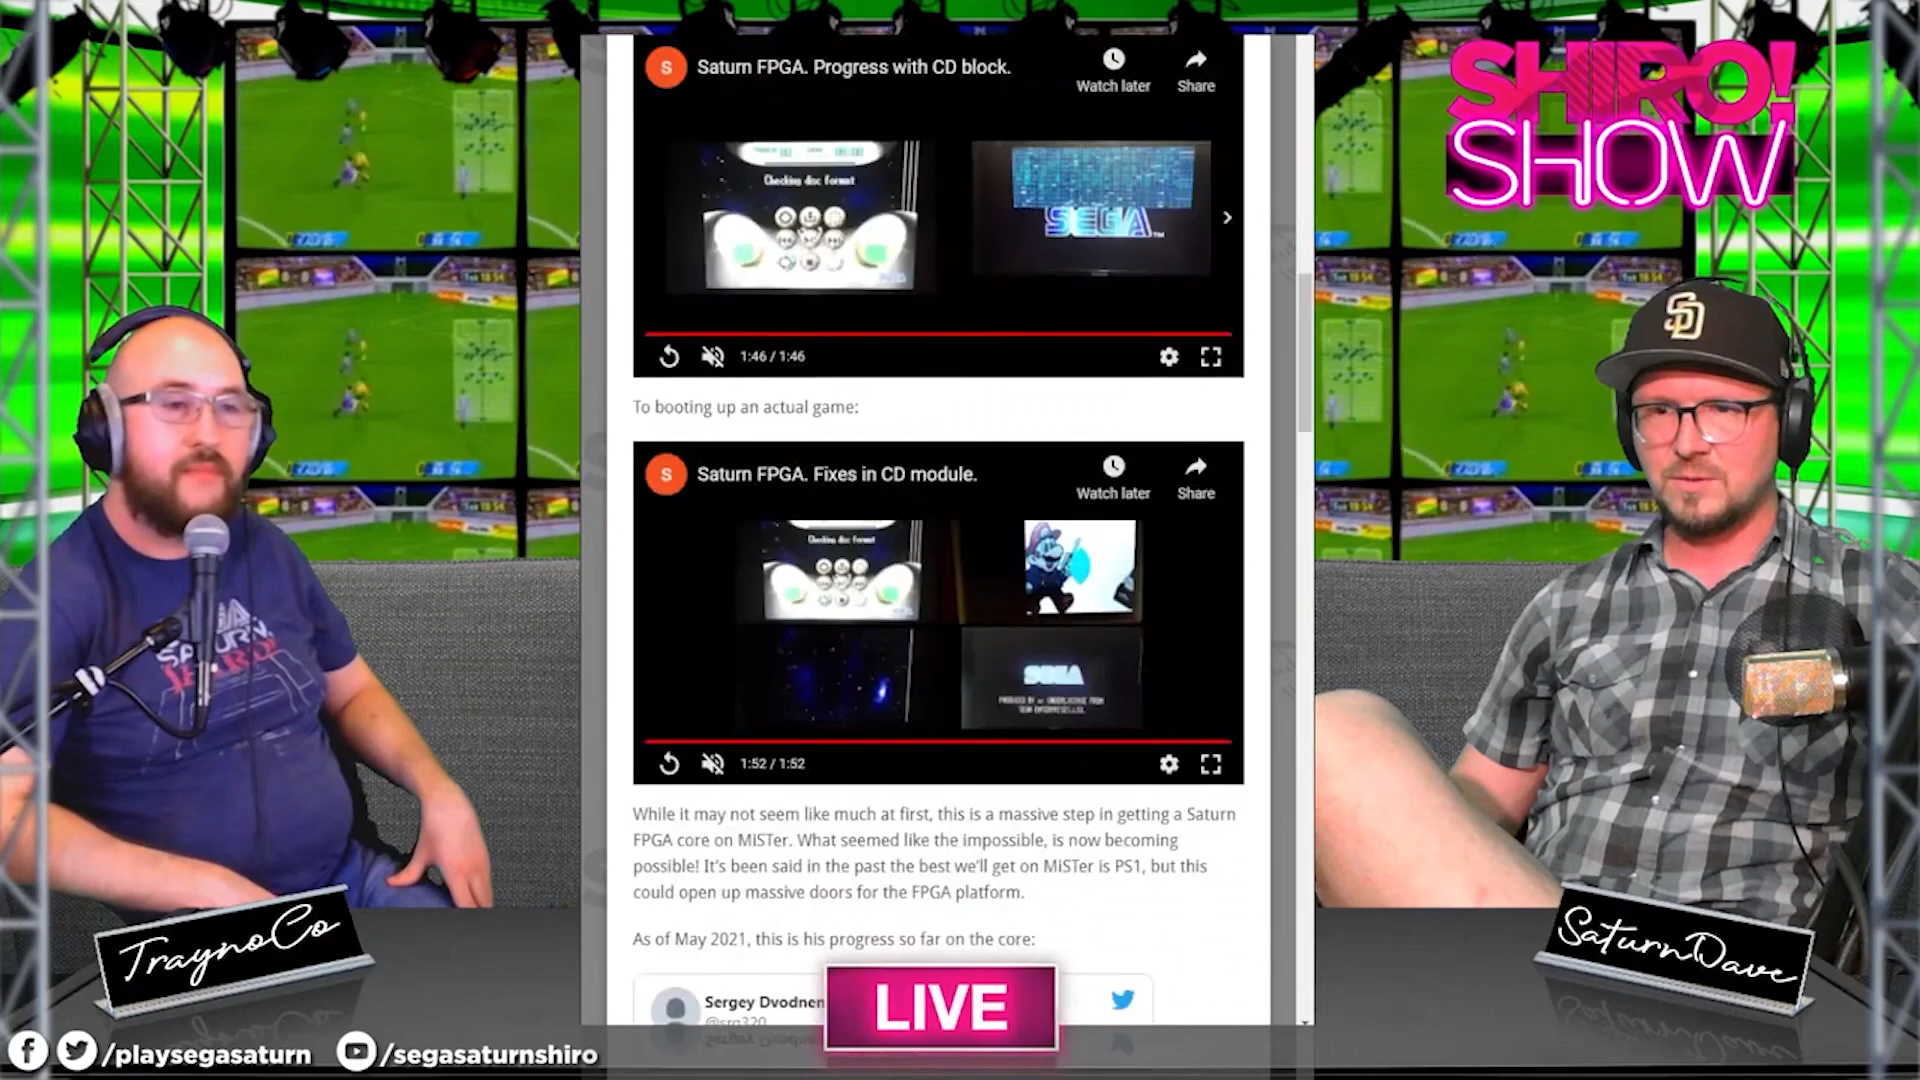 SHIRO!
SHOW
S
Saturn FPGA. Progress with CD block.
Watch later
Share
Checking disc format
SEGA
1:46 / 1:46
To booting up an actual game:
S
Saturn FPGA. Fixes in CD module.
Watch later
Share
Checking disc format
SEGA
1:52 / 1:52
While it may not seem like much at first, this is a massive step in getting a Saturn
FPGA core on MiSTer. What seemed like the impossible, is now becoming
possible! It's been said in the past the best we'll get on MiSTer is PS1, but this
could open up massive doors for the FPGA platform.
As of May 2021, this is his progress so far on the core:
Sergey Dvodnen
@srg320
LIVE
SD
SATURN
TraynoCo
SaturnDave
/playsegasaturn
/segasaturnshiro